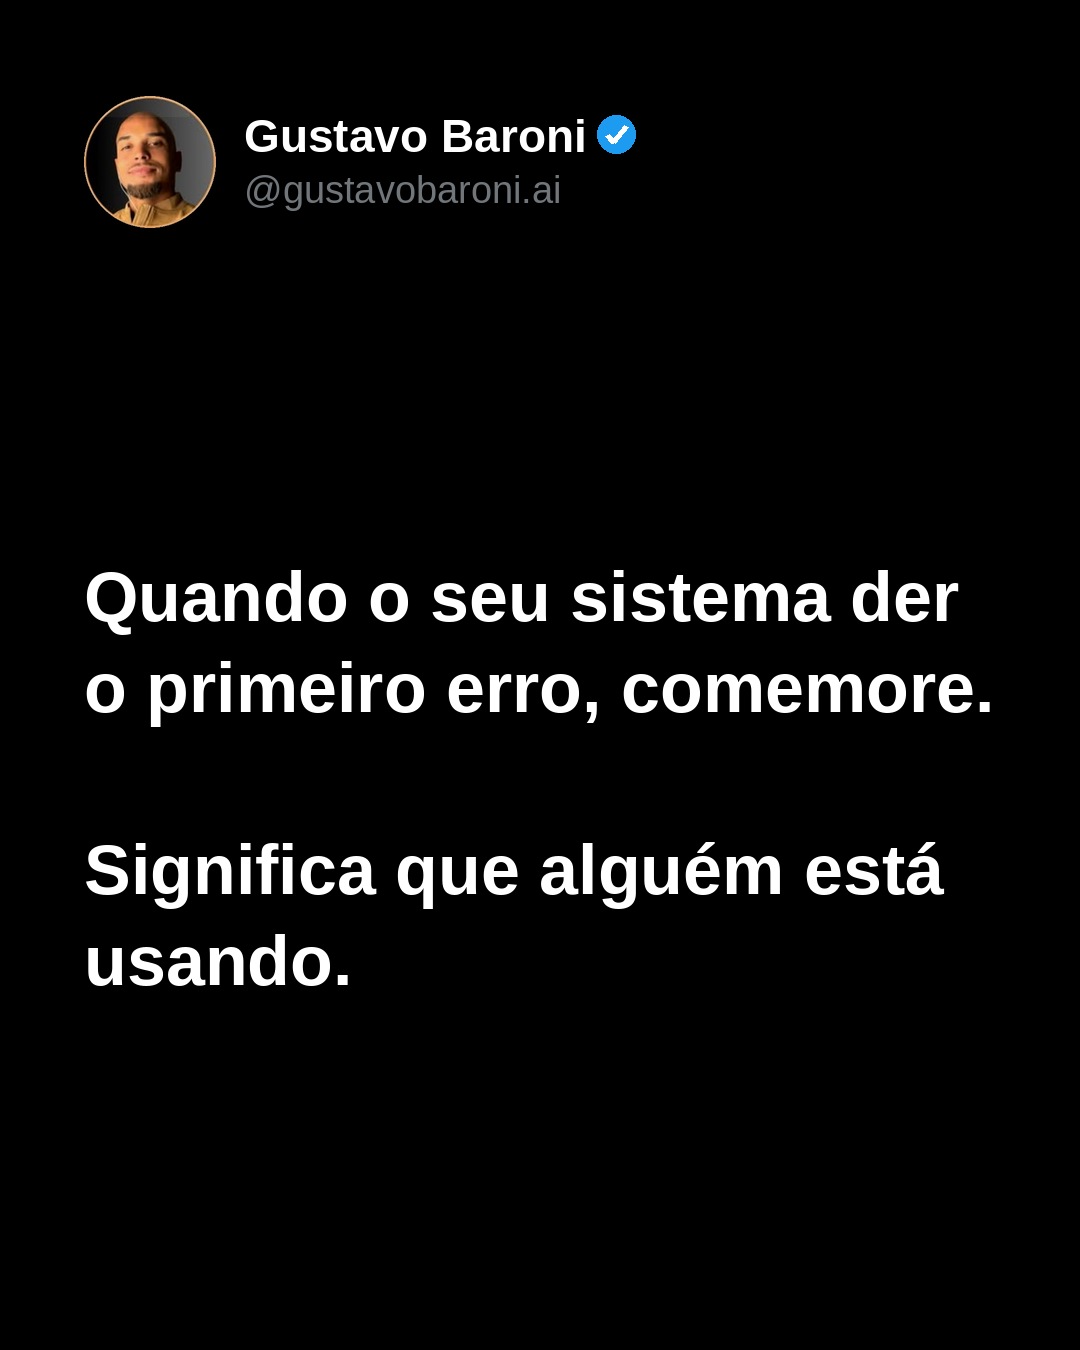 Gustavo Baroni
@gustavobaroni.ai
Quando o seu sistema der
o primeiro erro, comemore.
Significa que alguém está
usando.